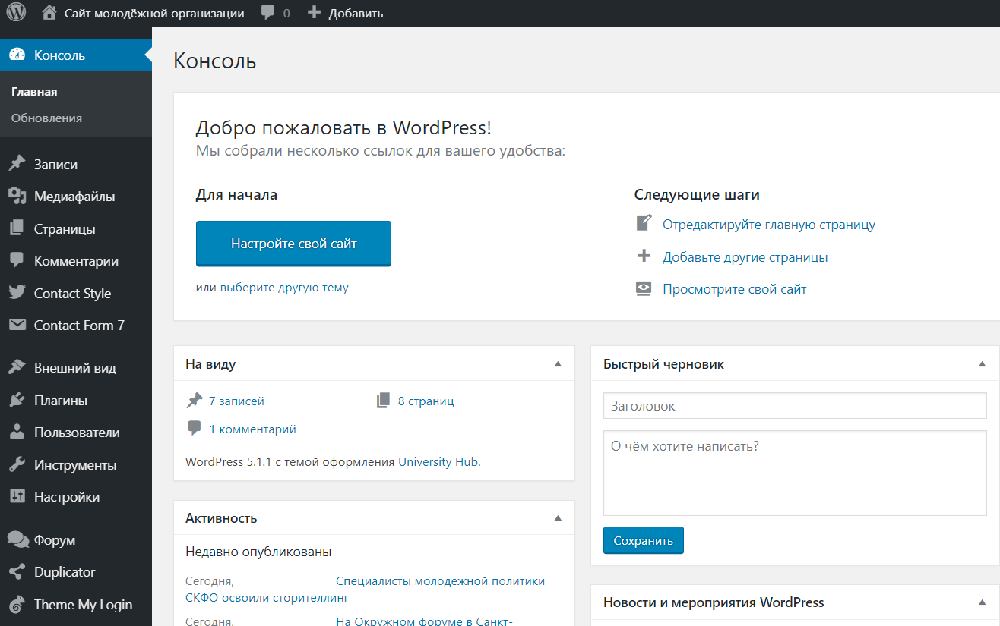 Сайт молодёжной организации 0 Добавить
Консоль
Главная
Обновления
Записи
Медиафайлы
Страницы
Комментарии
Contact Style
Contact Form 7
Внешний вид
Плагины
Пользователи
Инструменты
Настройки
Форум
Duplicator
Theme My Login
Консоль
Добро пожаловать в WordPress!
Мы собрали несколько ссылок для вашего удобства:
Для начала
Настройте свой сайт
или выберите другую тему
Следующие шаги
Отредактируйте главную страницу
Добавьте другие страницы
Просмотрите свой сайт
На виду
7 записей 8 страниц
1 комментарий
WordPress 5.1.1 с темой оформления University Hub.
Активность
Недавно опубликованы
Сегодня, Специалисты молодежной политики
СКФО освоили сторителлинг
Сегодня, На Окружном форуме в Санкт-
Быстрый черновик
Заголовок
О чём хотите написать?
Сохранить
Новости и мероприятия WordPress